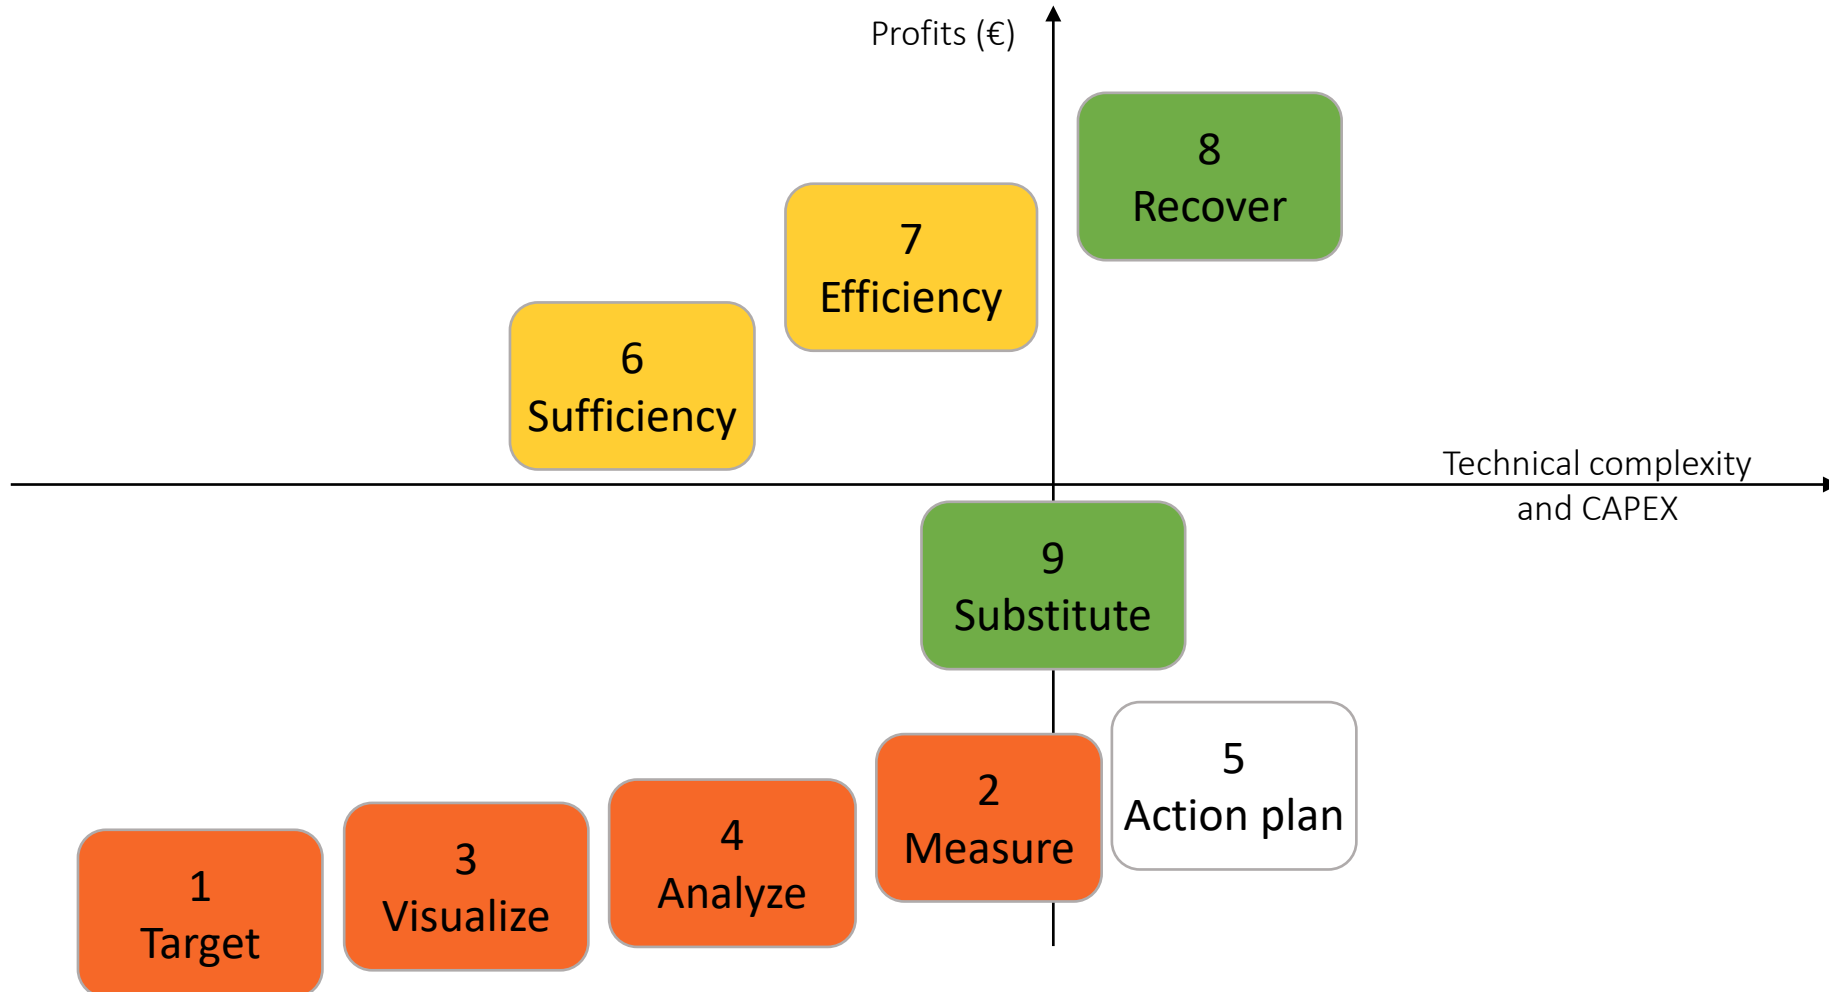 Profits (€)
8
Recover
7
Efficiency
6
Sufficiency
Technical complexity
and CAPEX
9
Substitute
5
Action plan
2
Measure
4
Analyze
3
Visualize
1
Target